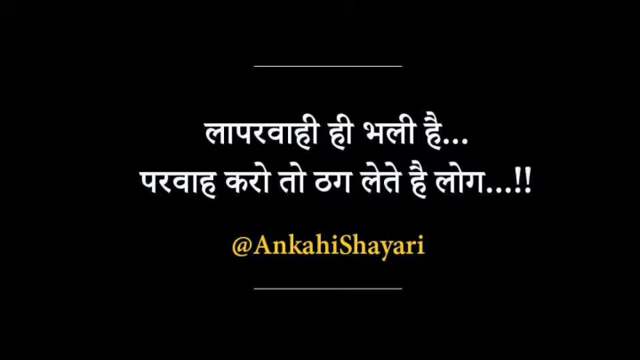 लापरवाही ही भली है...
परवाह करो तो ठग लेते है लोग...!!
@AnkahiShayari